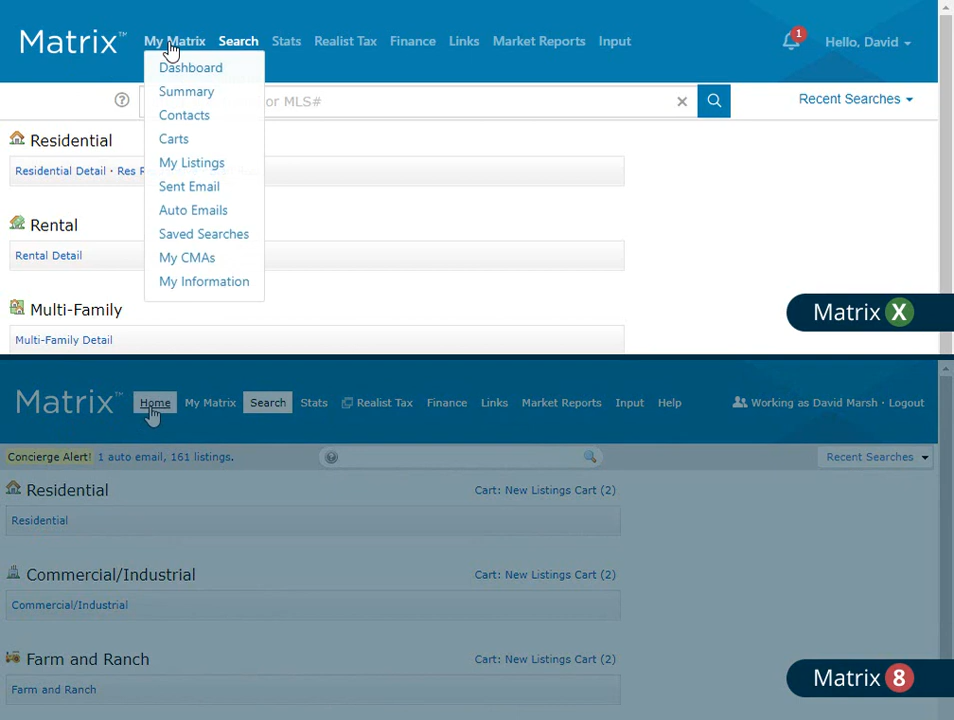 Matrix™ My Matrix Search Stats Realist Tax Finance Links Market Reports Input 1 Hello, David
Dashboard
Summary
or MLS# Recent Searches
Contacts
Carts
Residential
My Listings
Residential Detail · Res
Sent Email
Auto Emails
Rental
Saved Searches
Rental Detail
My CMAs
My Information
Multi-Family
Matrix X
Multi-Family Detail
Matrix™ Home My Matrix Search Stats Realist Tax Finance Links Market Reports Input Help Working as David Marsh · Logout
Concierge Alert! 1 auto email, 161 listings. Recent Searches
Residential Cart: New Listings Cart (2)
Residential
Commercial/Industrial Cart: New Listings Cart (2)
Commercial/Industrial
Farm and Ranch Cart: New Listings Cart (2)
Matrix 8
Farm and Ranch